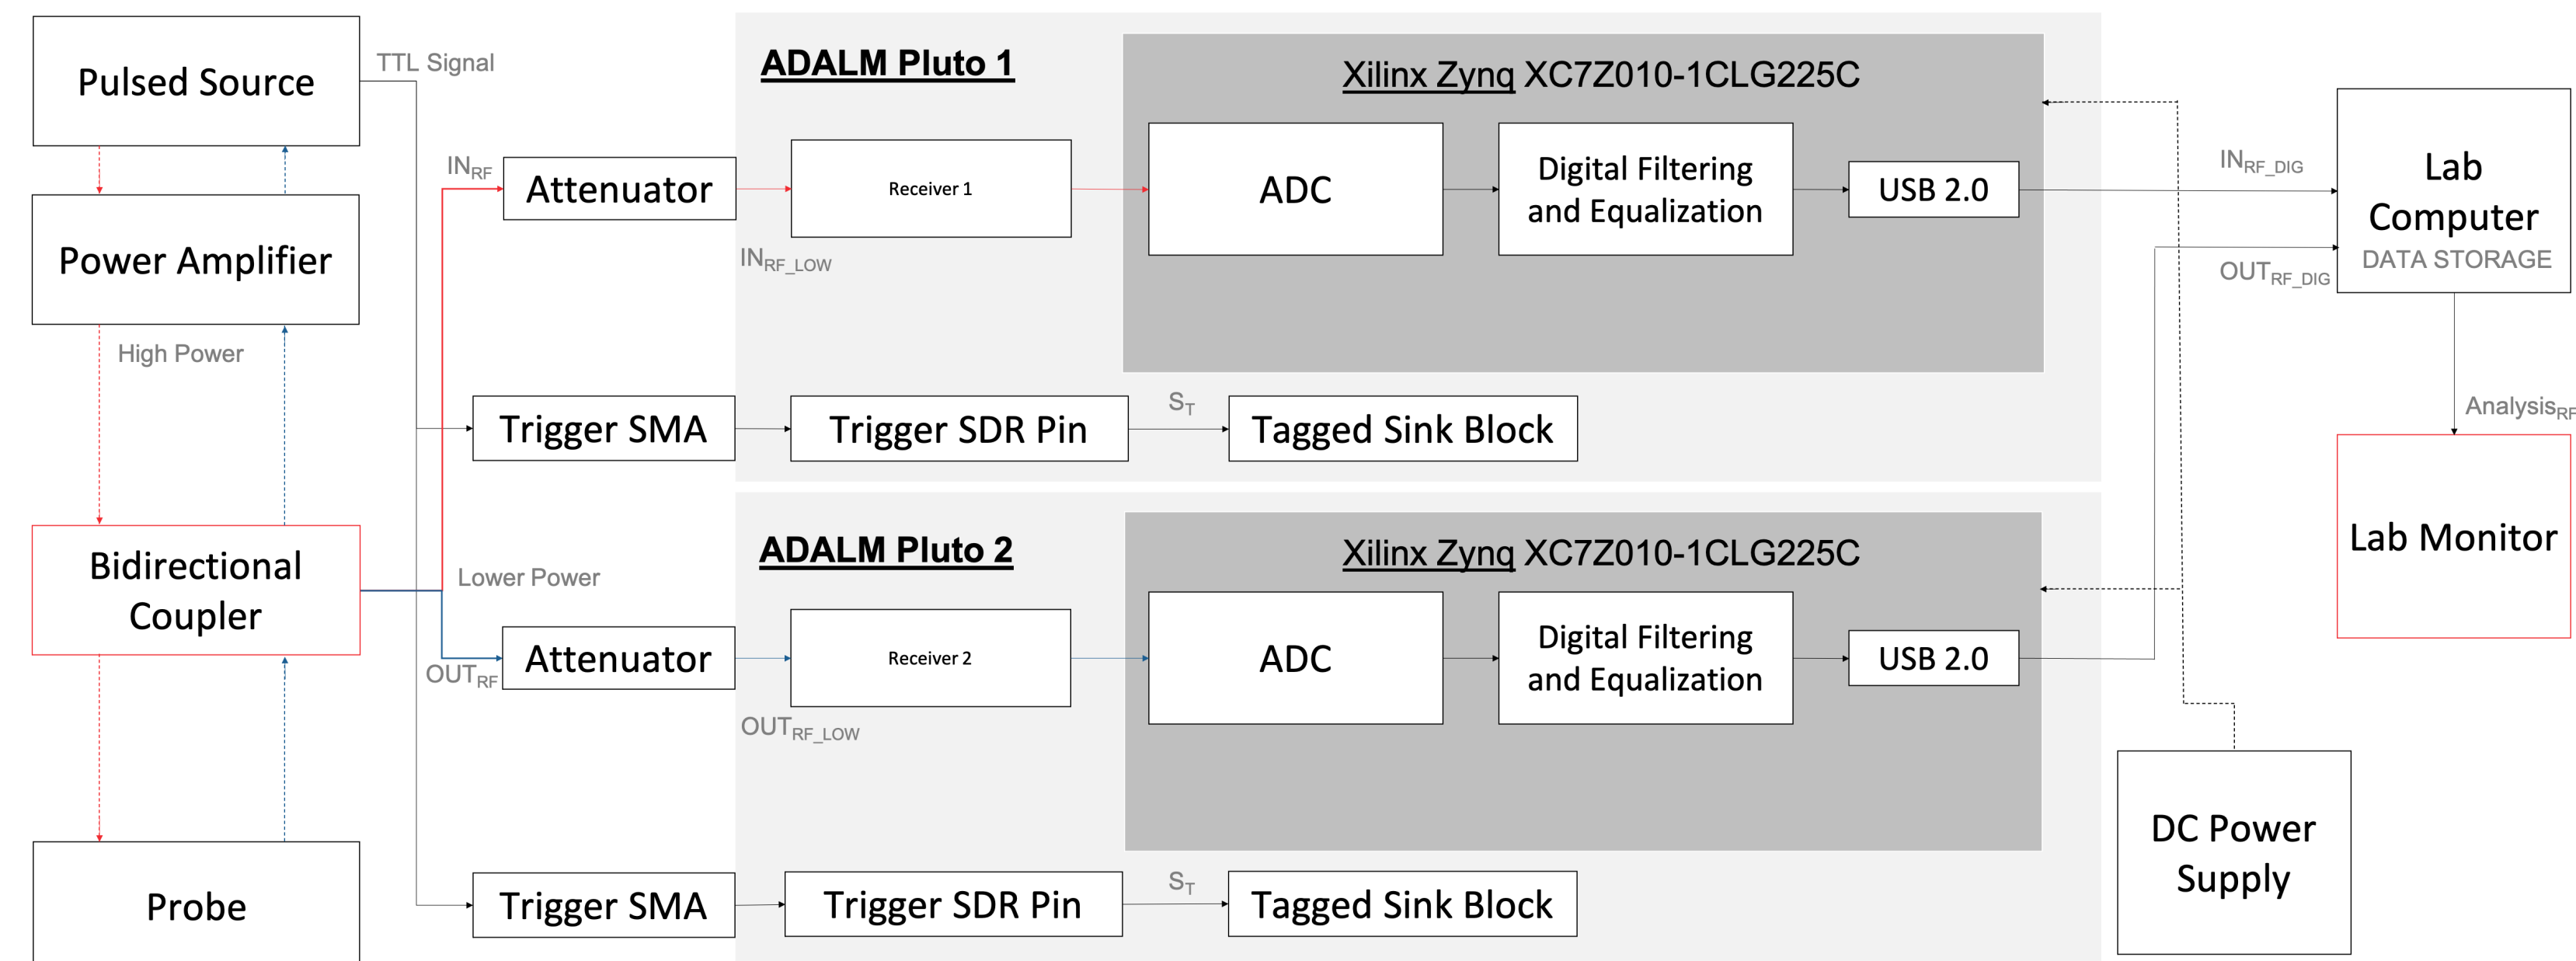 Pulsed Source
TTL Signal
Power Amplifier
High Power
Bidirectional
Coupler
Lower Power
Probe
IN_RF
Attenuator
IN_RF_LOW
Trigger SMA
OUT_RF
Attenuator
OUT_RF_LOW
Trigger SMA
ADALM Pluto 1
Receiver 1
Xilinx Zynq XC7Z010-1CLG225C
ADC
Digital Filtering
and Equalization
USB 2.0
Trigger SDR Pin
S_T
Tagged Sink Block
ADALM Pluto 2
Receiver 2
Xilinx Zynq XC7Z010-1CLG225C
ADC
Digital Filtering
and Equalization
USB 2.0
Trigger SDR Pin
S_T
Tagged Sink Block
IN_RF_DIG
OUT_RF_DIG
Lab
Computer
DATA STORAGE
Analysis_RF
Lab Monitor
DC Power
Supply